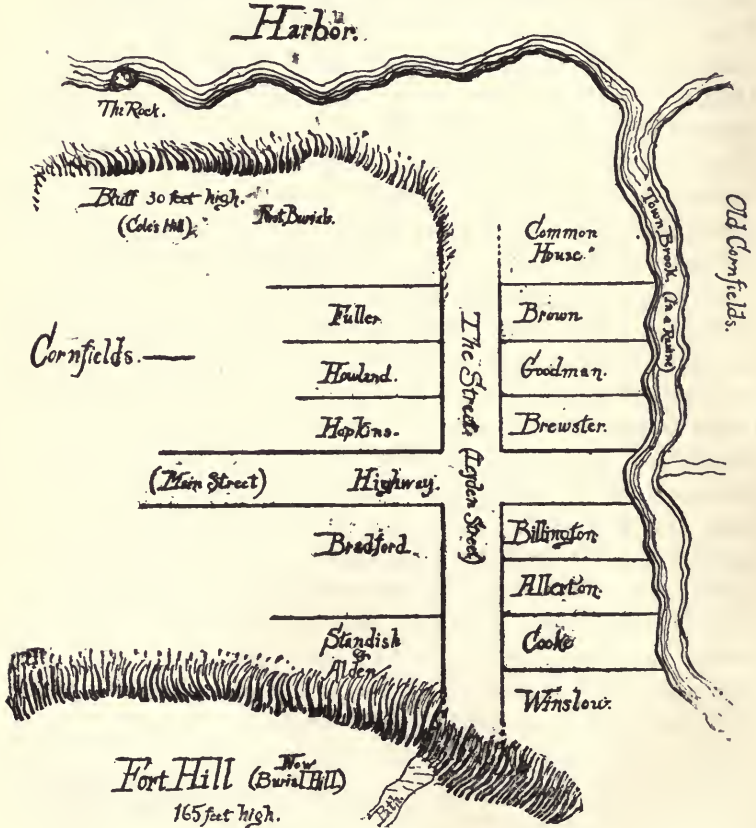 Harbor.
The Rock.
Bluff 30 feet high.
(Cole's Hill).
First Burials.
Common
House.
Town Brook. (In a Ravine)
Old Cornfields.
Fuller.
Brown
Cornfields.
Howland.
Goodman.
Hopkins.
Brewster.
The Street. (Leyden Street)
(Main Street)
Highway.
Bradford.
Billington
Allerton.
Standish
&
Alden
Cooke
Winslow.
Fort Hill (Now
Burial Hill)
165 feet high.
Path.